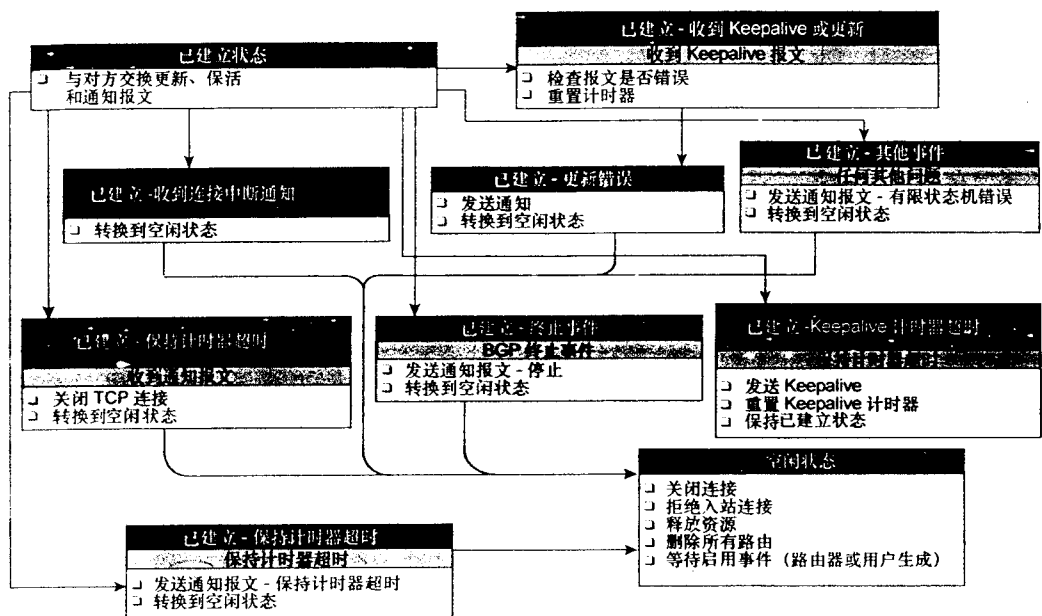 已建立状态
与对方交换更新、保活
和通知报文
已建立 - 收到 Keepalive 或更新
收到 Keepalive 报文
检查报文是否错误
重置计时器
已建立 -收到连接中断通知
转换到空闲状态
已建立 - 更新错误
发送通知
转换到空闲状态
已建立 - 其他事件
任何其他问题
发送通知报文 - 有限状态机错误
转换到空闲状态
已建立 - 保持计时器超时
收到通知报文
关闭 TCP 连接
转换到空闲状态
已建立 - 终止事件
BGP 终止事件
发送通知报文 - 停止
转换到空闲状态
已建立 -Keepalive 计时器超时
发送 Keepalive
重置 Keepalive 计时器
保持已建立状态
空闲状态
关闭连接
拒绝入站连接
释放资源
删除所有路由
等待启用事件（路由器或用户生成）
已建立 - 保持计时器超时
保持计时器超时
发送通知报文 - 保持计时器超时
转换到空闲状态